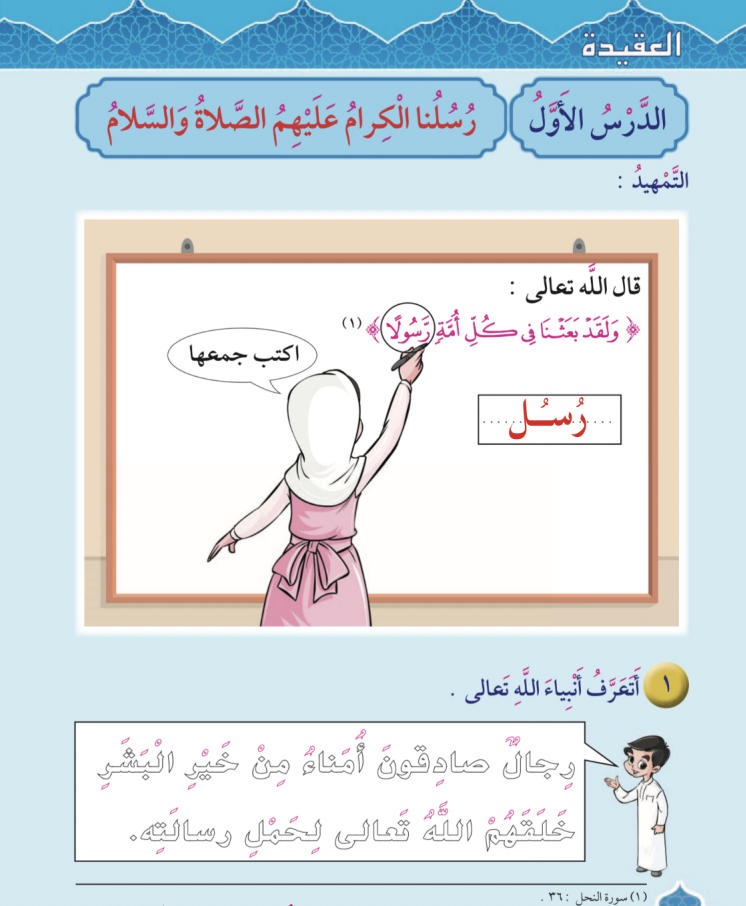 العقيدة
الدَّرْسُ الأَوَّلُ
رُسُلُنا الْكِرامُ عَلَيْهِمُ الصَّلاةُ وَالسَّلامُ
التَّمْهيدُ :
قال اللَّه تعالى :
﴿ وَلَقَدْ بَعَثْنَا فِي كُلِّ أُمَّةٍ رَّسُولًا ﴾ (١)
اكتب جمعها
رُسُل
١ أَتَعَرَّفُ أَنْبِياءَ اللَّهِ تَعالى .
رِجالٌ صادِقونَ أُمَناءُ مِنْ خَيْرِ الْبَشَرِ
خَلَقَهُمْ اللَّهُ تَعالى لِحَمْلِ رِسالَتِه.
(١) سورة النحل : ٣٦ .